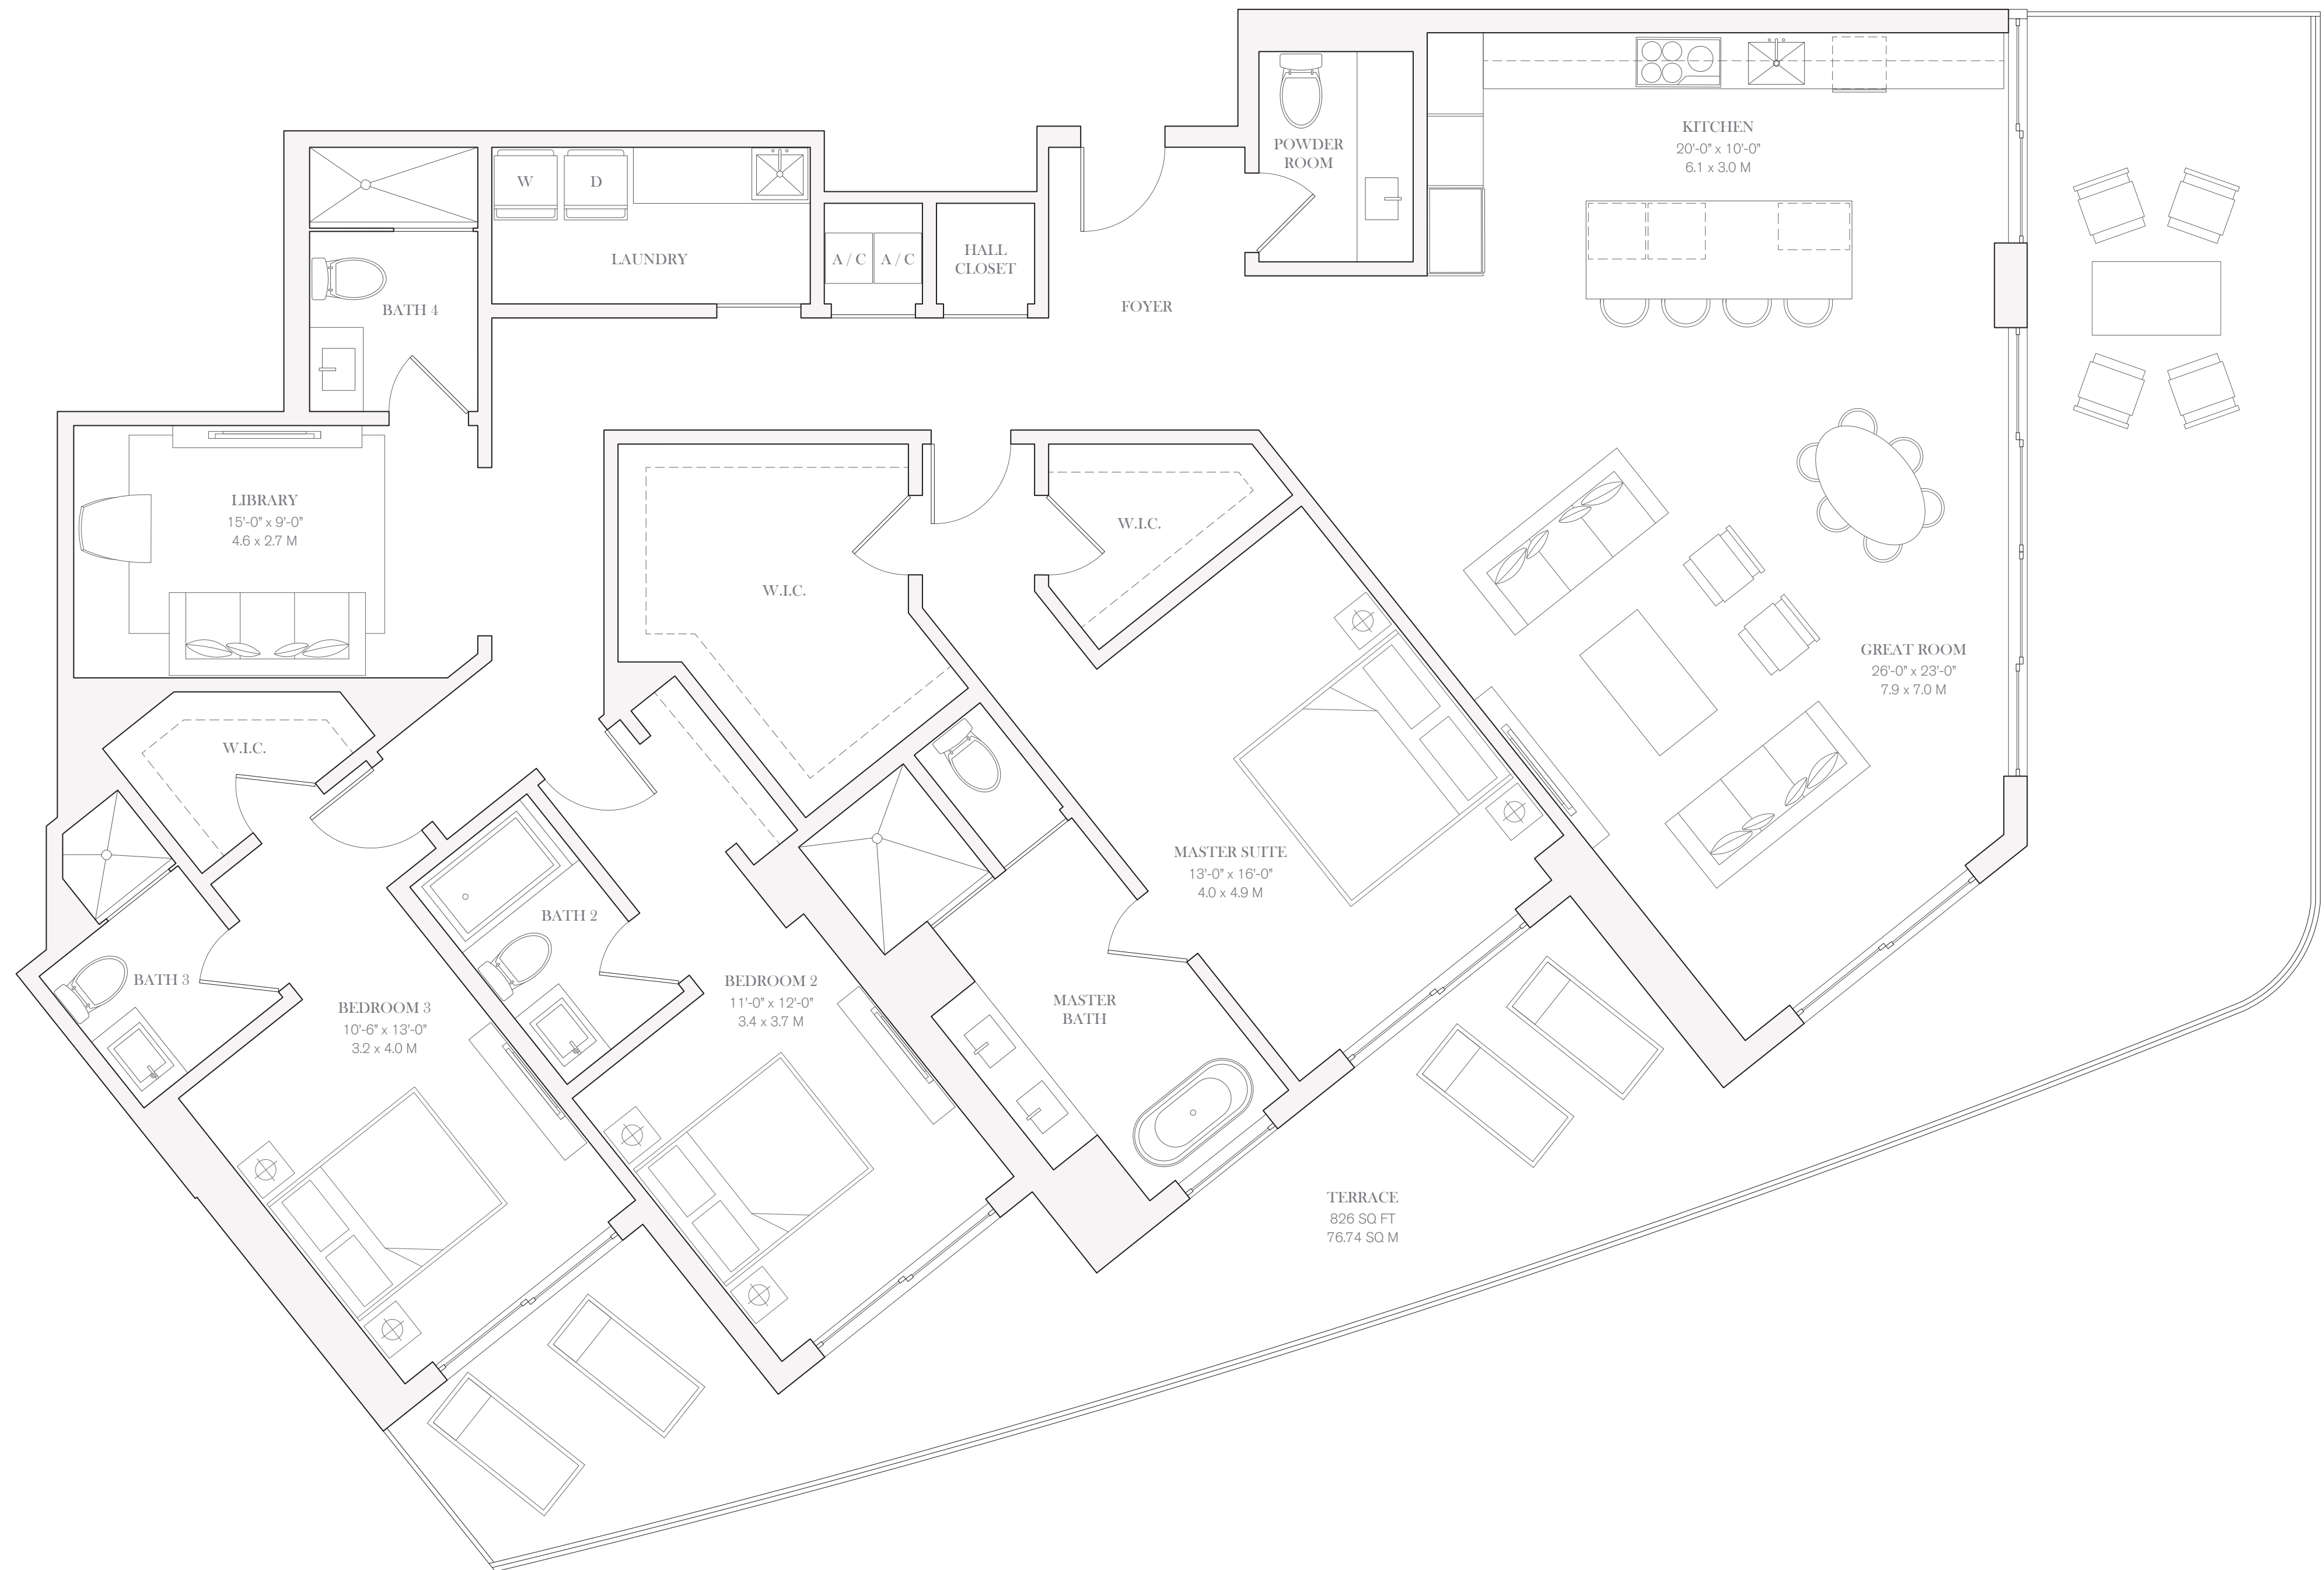 KITCHEN
20'-0" x 10'-0"
6.1 x 3.0 M
POWDER
ROOM
W
D
LAUNDRY
A / C
A / C
HALL
CLOSET
FOYER
BATH 4
LIBRARY
15'-0" x 9'-0"
4.6 x 2.7 M
W.I.C.
W.I.C.
GREAT ROOM
26'-0" x 23'-0"
7.9 x 7.0 M
W.I.C.
MASTER SUITE
13'-0" x 16'-0"
4.0 x 4.9 M
BATH 2
BATH 3
BEDROOM 2
11'-0" x 12'-0"
3.4 x 3.7 M
BEDROOM 3
10'-6" x 13'-0"
3.2 x 4.0 M
MASTER
BATH
TERRACE
826 SQ FT
76.74 SQ M